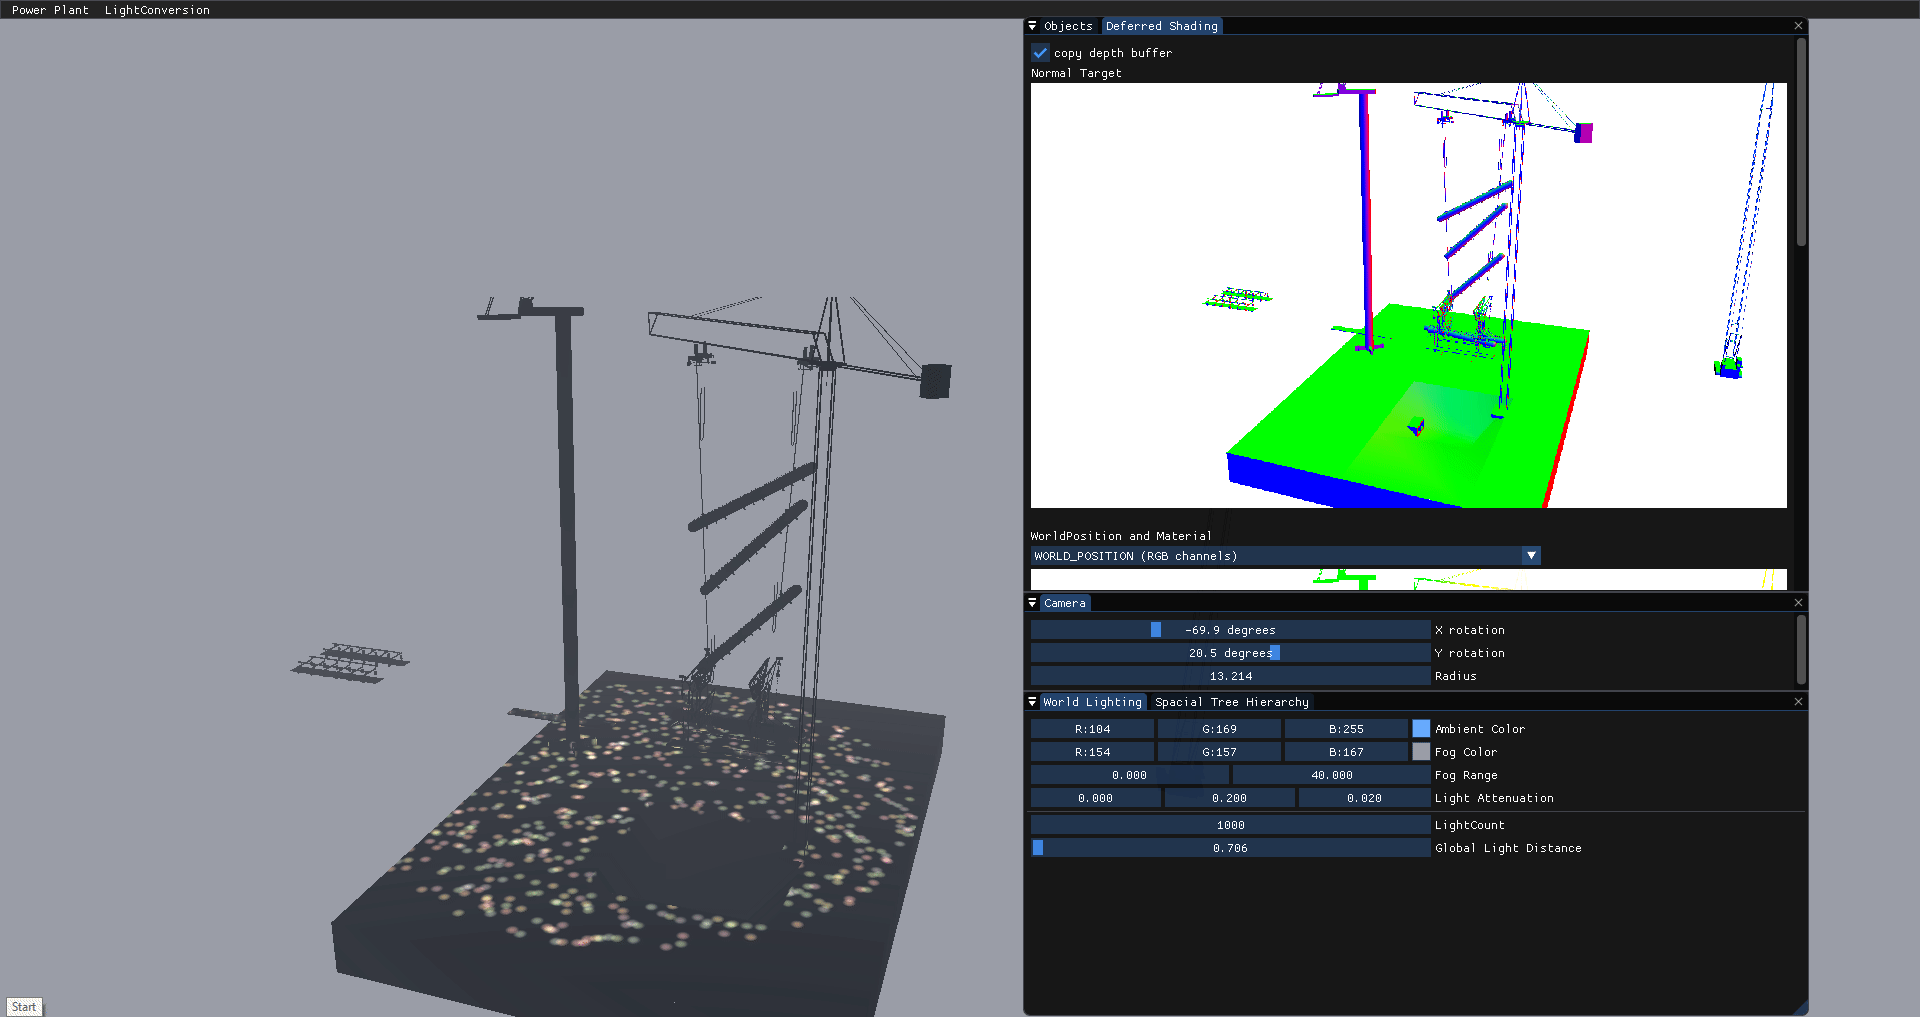 Power Plant LightConversion
Objects Deferred Shading
copy depth buffer
Normal Target
WorldPosition and Material
WORLD_POSITION (RGB channels)
Camera
-69.9 degrees X rotation
20.5 degrees Y rotation
13.214 Radius
World Lighting Spacial Tree Hierarchy
R:104 G:169 B:255 Ambient Color
R:154 G:157 B:167 Fog Color
0.000 40.000 Fog Range
0.000 0.200 0.020 Light Attenuation
1000 LightCount
0.706 Global Light Distance
Start